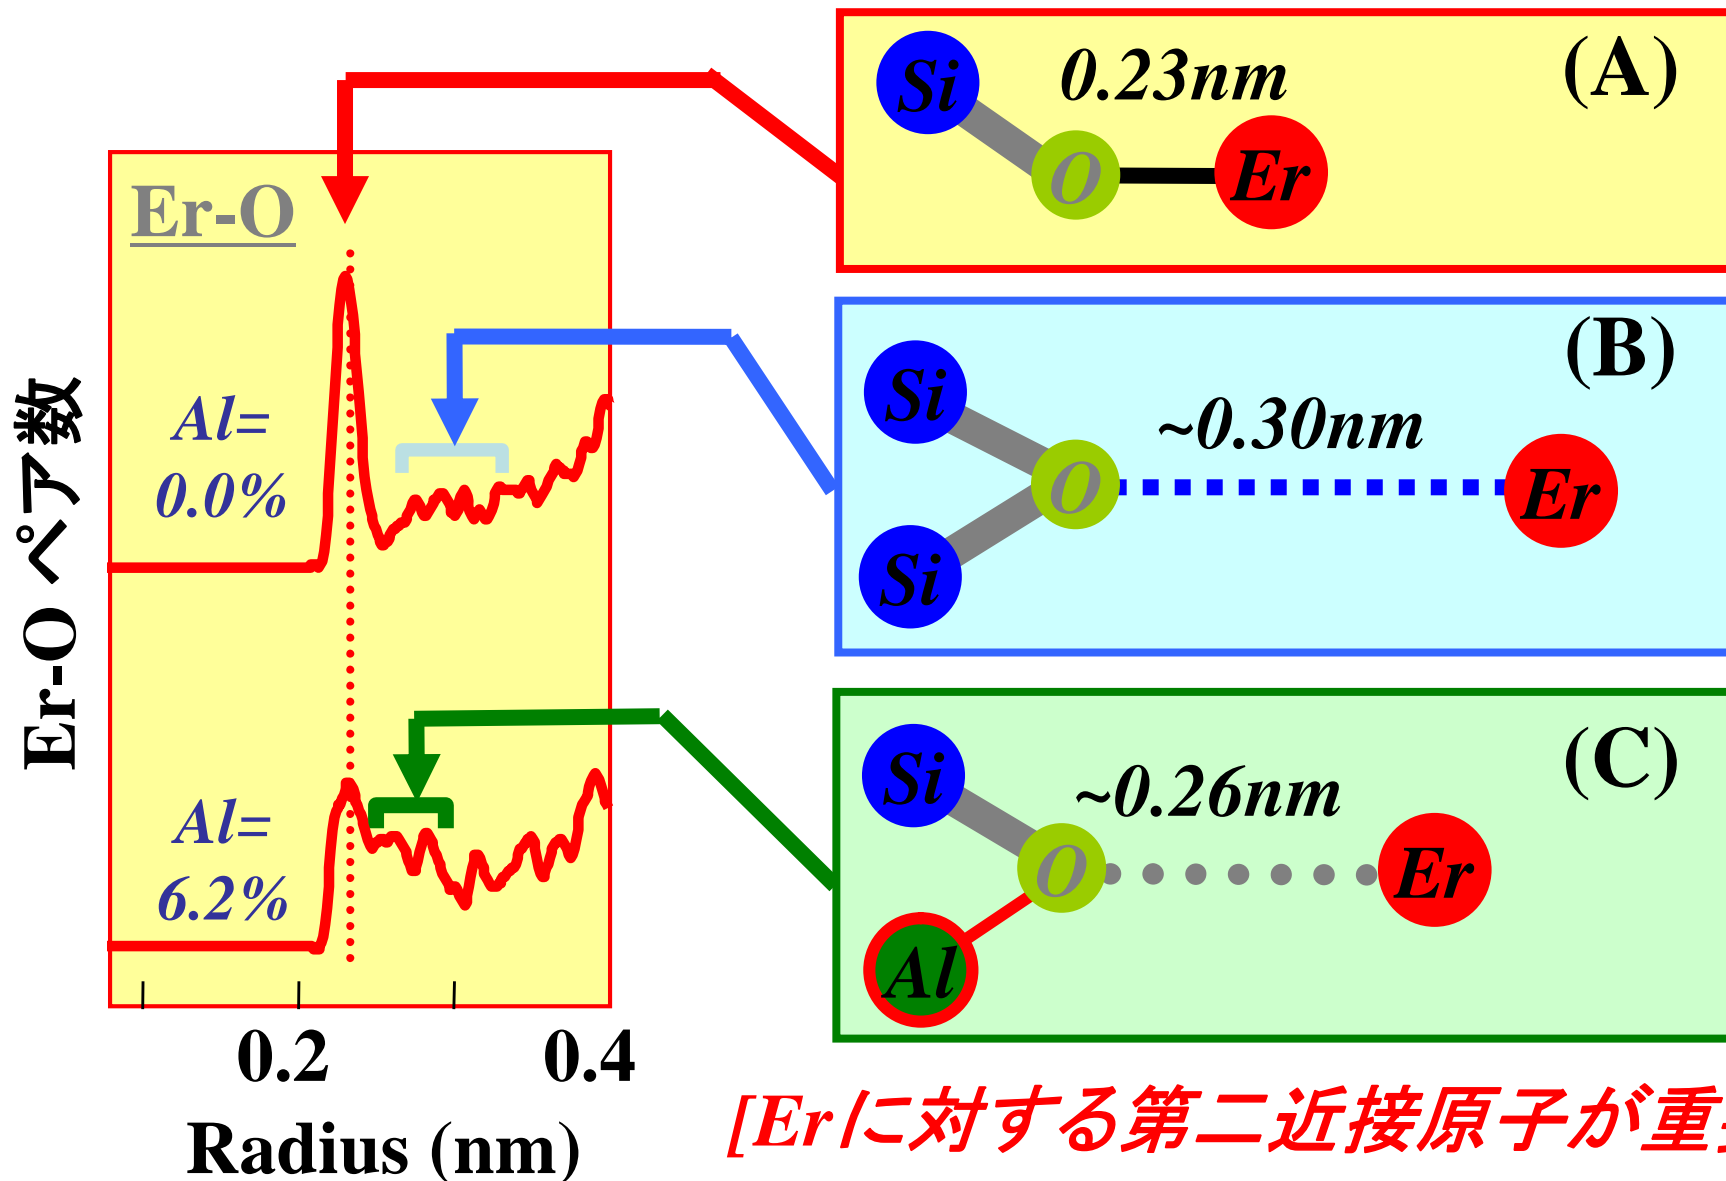 Er-O ペア数
Er-O
Al=
0.0%
Al=
6.2%
0.2
0.4
Radius (nm)
(A)
Si
0.23nm
O
Er
(B)
Si
~0.30nm
O
Er
Si
(C)
Si
~0.26nm
O
Er
Al
[Erに対する第二近接原子が重